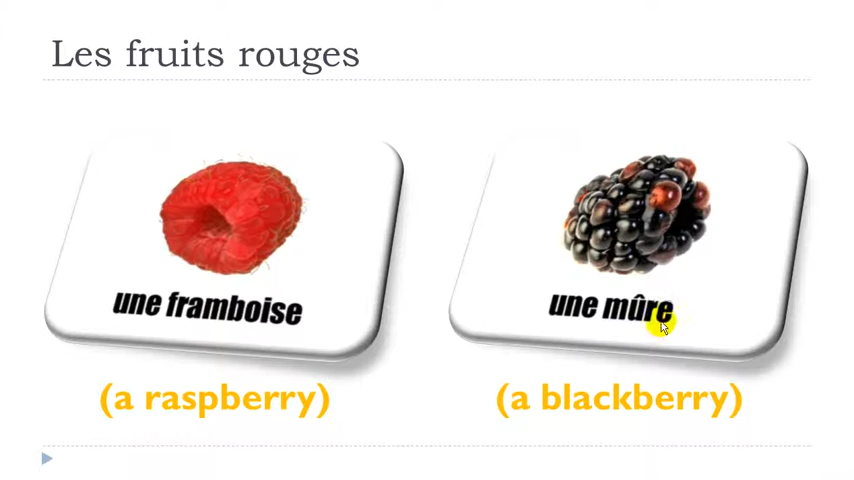 Les fruits rouges
une framboise
une mûre
(a raspberry)
(a blackberry)